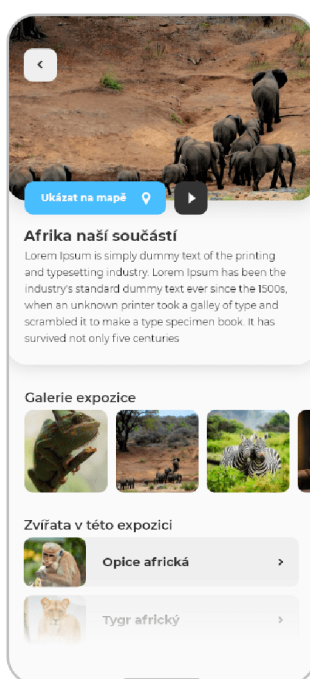 Ukázat na mapě
Afrika naší součástí
Lorem Ipsum is simply dummy text of the printing
and typesetting industry. Lorem Ipsum has been the
industry's standard dummy text ever since the 1500s,
when an unknown printer took a galley of type and
scrambled it to make a type specimen book. It has
survived not only five centuries
Galerie expozice
Zvířata v této expozici
Opice africká
Tygr africký